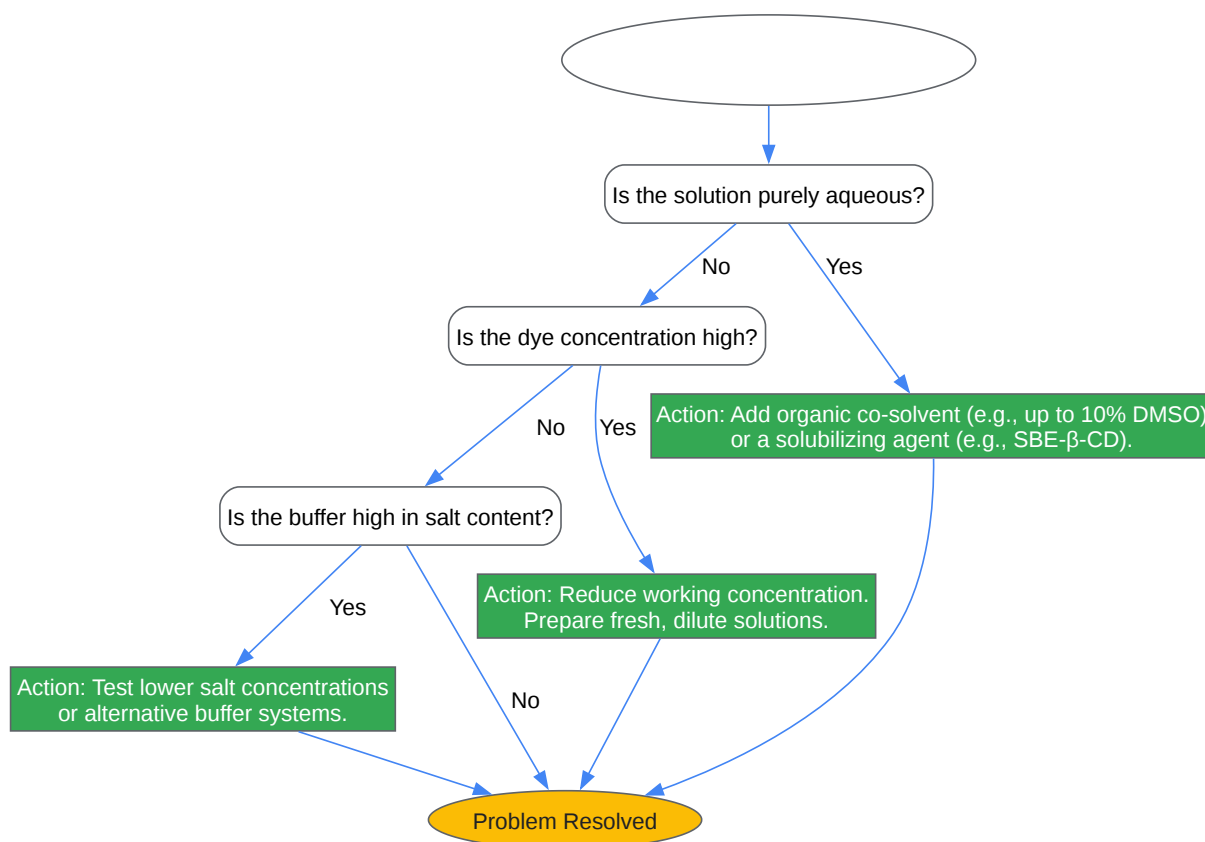 Is the solution purely aqueous?
No
Yes
Is the dye concentration high?
Action: Add organic co-solvent (e.g., up to 10% DMSO)
or a solubilizing agent (e.g., SBE-β-CD).
No
Yes
Is the buffer high in salt content?
Action: Reduce working concentration.
Prepare fresh, dilute solutions.
Yes
Action: Test lower salt concentrations
or alternative buffer systems.
No
Problem Resolved